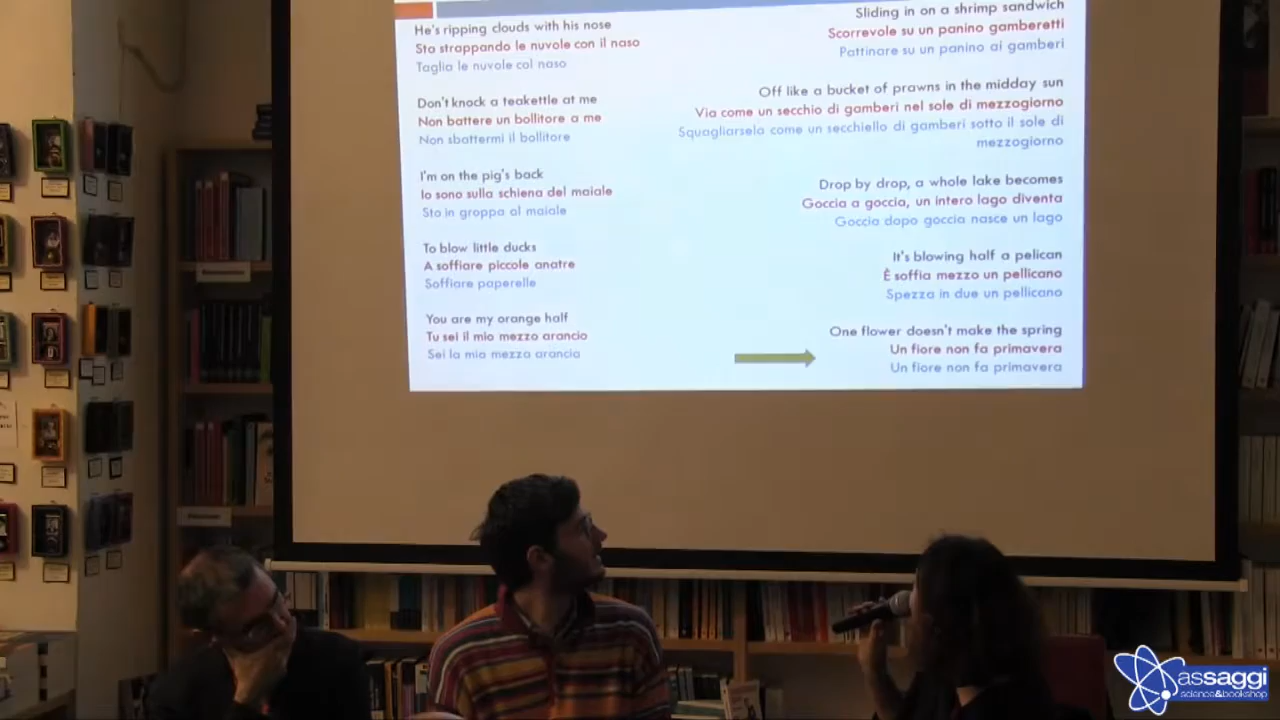 He's ripping clouds with his nose
Sta strappando le nuvole con il naso
Taglia le nuvole col naso
Don't knock a teakettle at me
Non battere un bollitore a me
Non sbattermi il bollitore
I'm on the pig's back
Io sono sulla schiena del maiale
Sto in groppa al maiale
To blow little ducks
A soffiare piccole anatre
Soffiare paperelle
You are my orange half
Tu sei il mio mezzo arancio
Sei la mia mezza arancia
Sliding in on a shrimp sandwich
Scorrevole su un panino gamberetti
Pattinare su un panino ai gamberi
Off like a bucket of prawns in the midday sun
Via come un secchio di gamberi nel sole di mezzogiorno
Squagliarsela come un secchiello di gamberi sotto il sole di
mezzogiorno
Drop by drop, a whole lake becomes
Goccia a goccia, un intero lago diventa
Goccia dopo goccia nasce un lago
It's blowing half a pelican
È soffia mezzo un pellicano
Spezza in due un pellicano
One flower doesn't make the spring
Un fiore non fa primavera
Un fiore non fa primavera
assaggi
science&bookshop